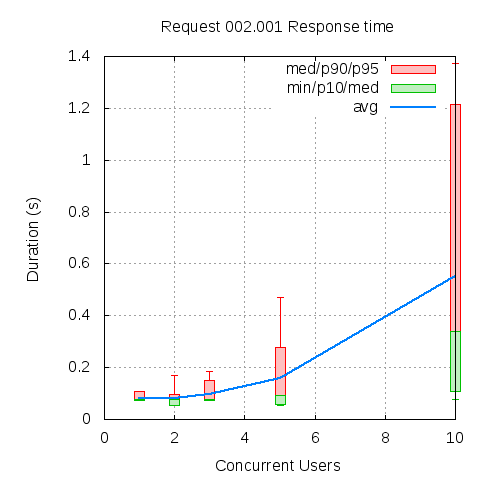 Request 002.001 Response time
med/p90/p95
min/p10/med
avg
Duration (s)
1.4
1.2
1
0.8
0.6
0.4
0.2
0
0 2 4 6 8 10
Concurrent Users